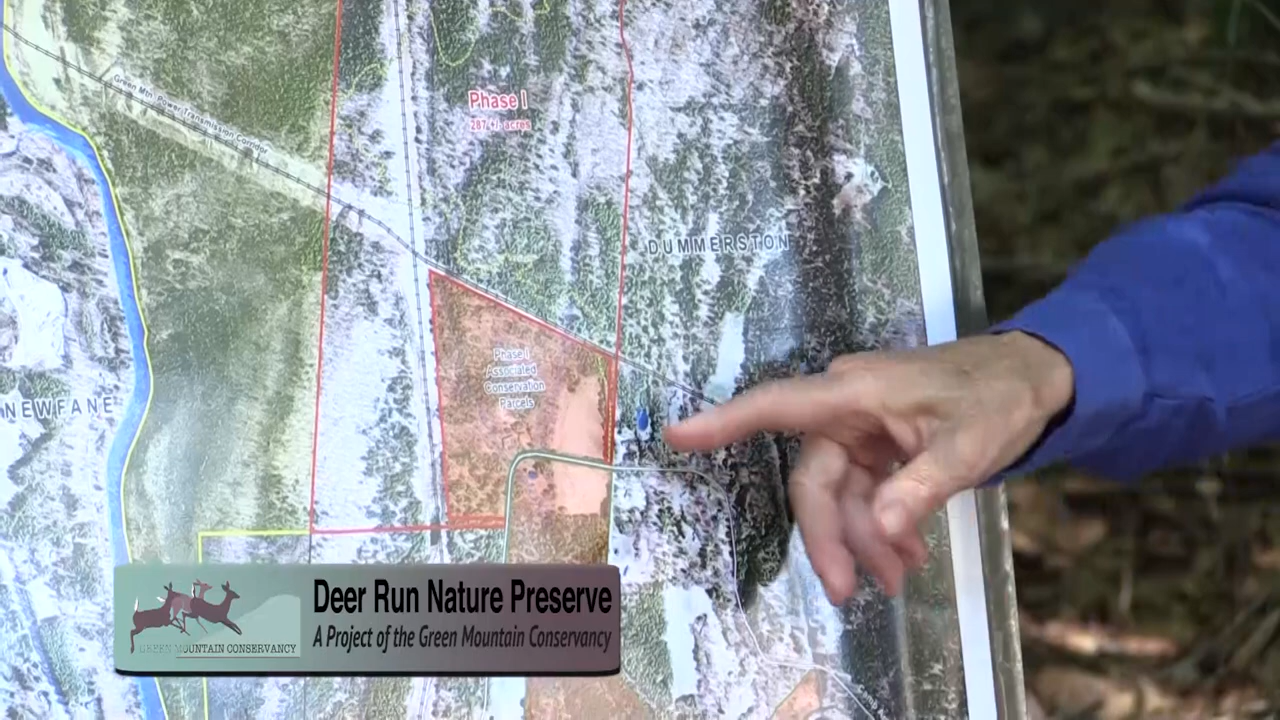 Green Mtn. Power Transmission Corridor
Phase I
287 +/- acres
DUMMERSTON
Phase I
Associated
Conservation
Parcels
NEWFANE
Deer Run Nature Preserve
A Project of the Green Mountain Conservancy
GREEN MOUNTAIN CONSERVANCY